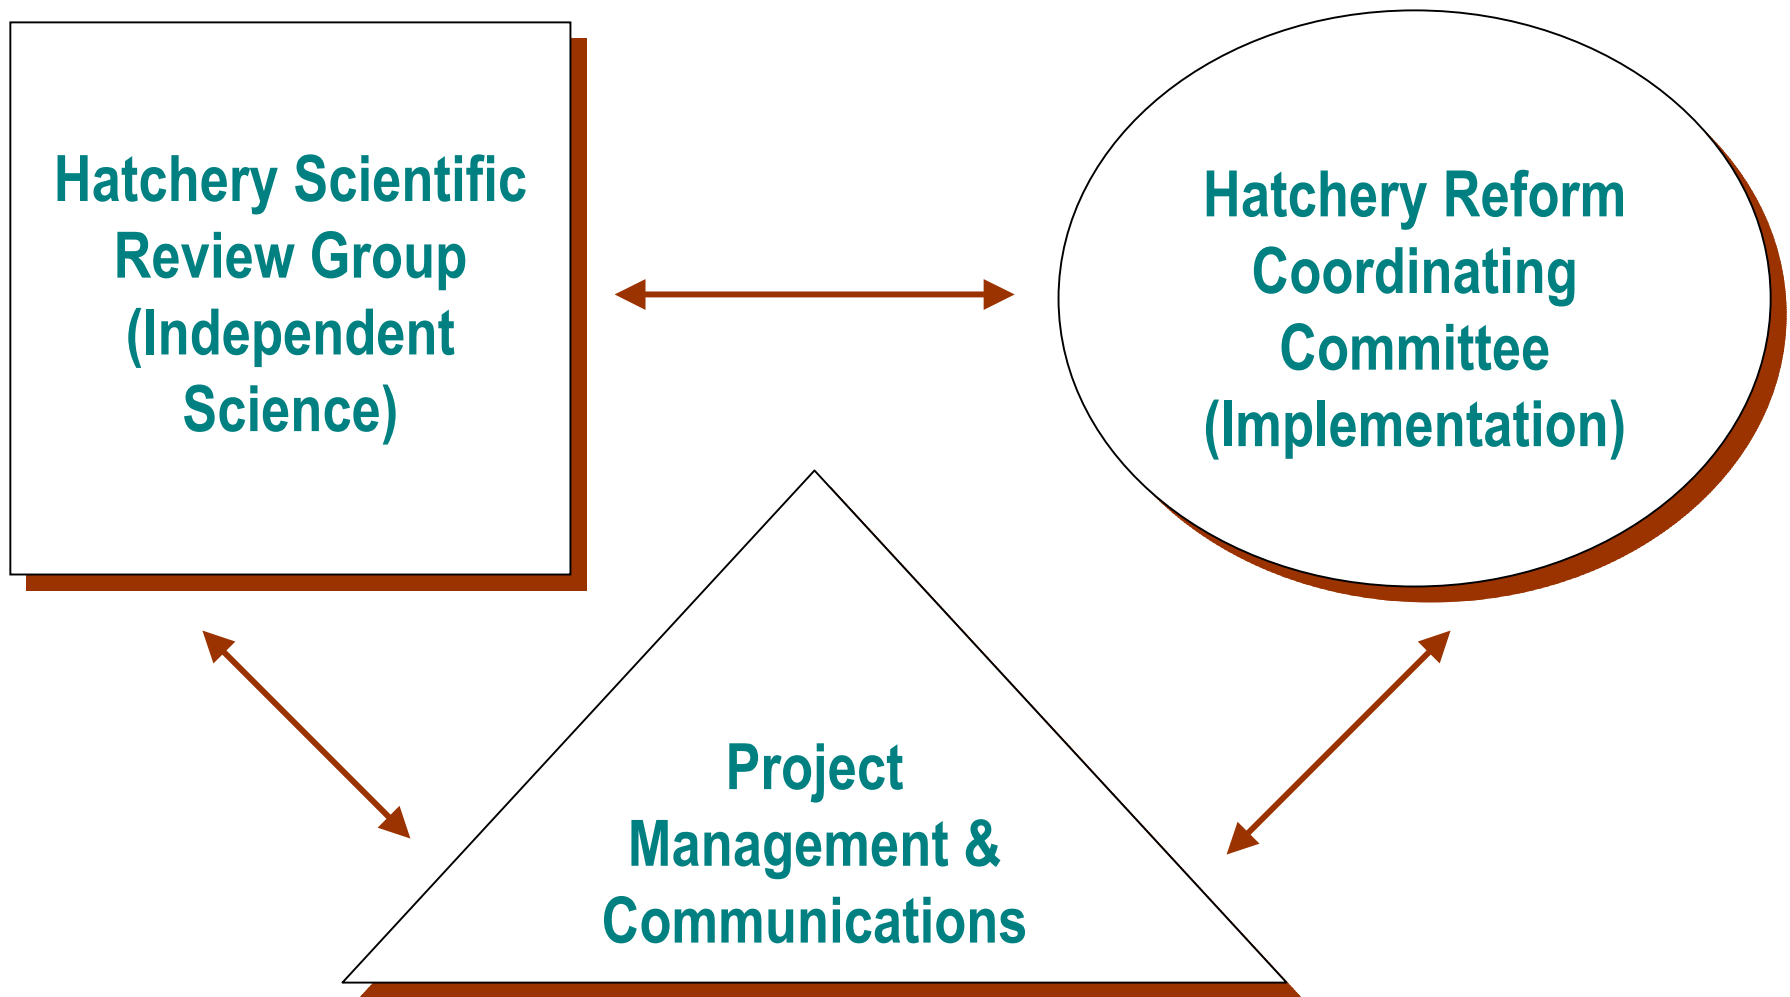 Hatchery Scientific
Review Group
(Independent
Science)
Hatchery Reform
Coordinating
Committee
(Implementation)
Project
Management &
Communications